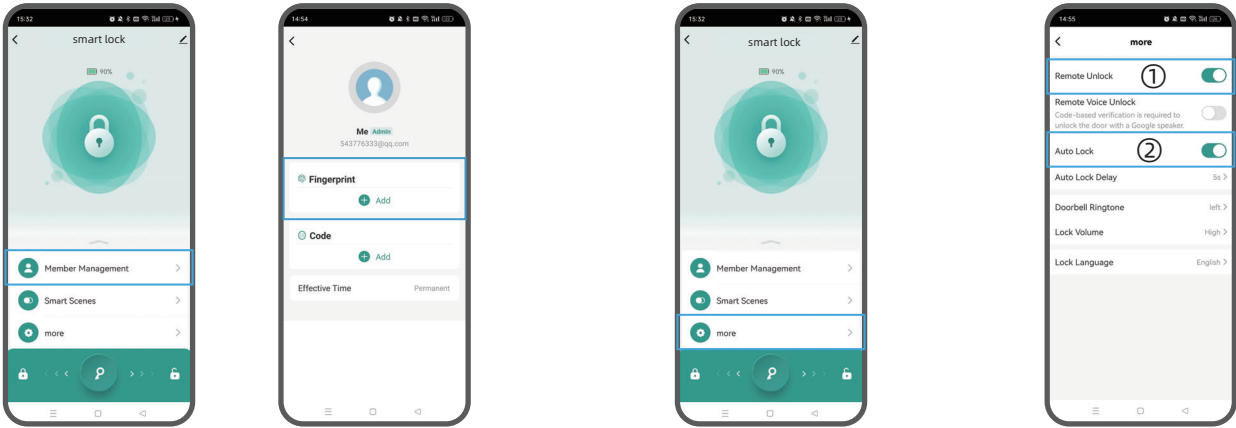 15:32
smart lock
90%
Member Management
Smart Scenes
more
14:54
Me Admin
543776333@qq.com
Fingerprint
Add
Code
Add
Effective Time Permanent
15:32
smart lock
90%
Member Management
Smart Scenes
more
14:55
more
Remote Unlock ①
Remote Voice Unlock
Code-based verification is required to
unlock the door with a Google speaker.
Auto Lock ②
Auto Lock Delay 5s
Doorbell Ringtone left
Lock Volume High
Lock Language English